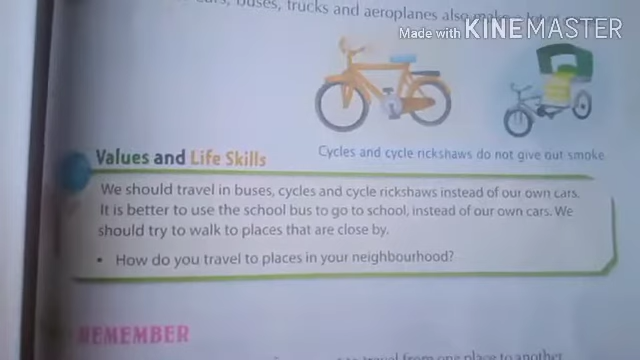 buses, trucks and aeroplanes also make
Made with KINEMASTER
Cycles and cycle rickshaws do not give out smoke
Values and Life Skills
We should travel in buses, cycles and cycle rickshaws instead of our own cars.
It is better to use the school bus to go to school, instead of our own cars. We
should try to walk to places that are close by.
• How do you travel to places in your neighbourhood?
REMEMBER
to travel from one place to another